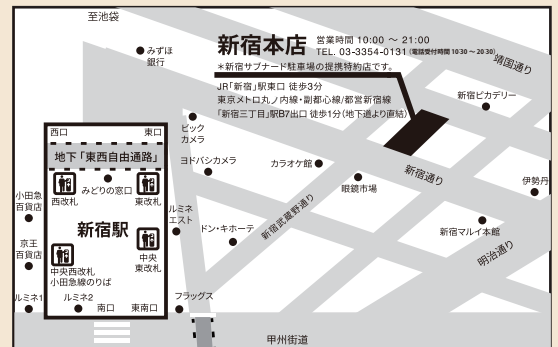 至池袋
みずほ
銀行
新宿本店
営業時間 10:00 ～ 21:00
TEL. 03-3354-0131 (電話受付時間 10:30 ～ 20:30)
＊新宿サブナード駐車場の提携特約店です。
JR「新宿」駅東口 徒歩3分
東京メトロ丸ノ内線・副都心線/都営新宿線
「新宿三丁目」駅B7出口 徒歩1分(地下道より直結)
靖国通り
新宿ピカデリー
ビック
カメラ
西口
東口
地下「東西自由通路」
ヨドバシカメラ
カラオケ館
眼鏡市場
新宿通り
伊勢丹
みどりの窓口
西改札
東改札
小田急
百貨店
ルミネ
エスト
新宿駅
ドン・キホーテ
新宿武蔵野通り
新宿マルイ本館
明治通り
京王
百貨店
中央
東改札
中央西改札
小田急線のりば
ルミネ1
ルミネ2
南口
東南口
フラッグス
甲州街道